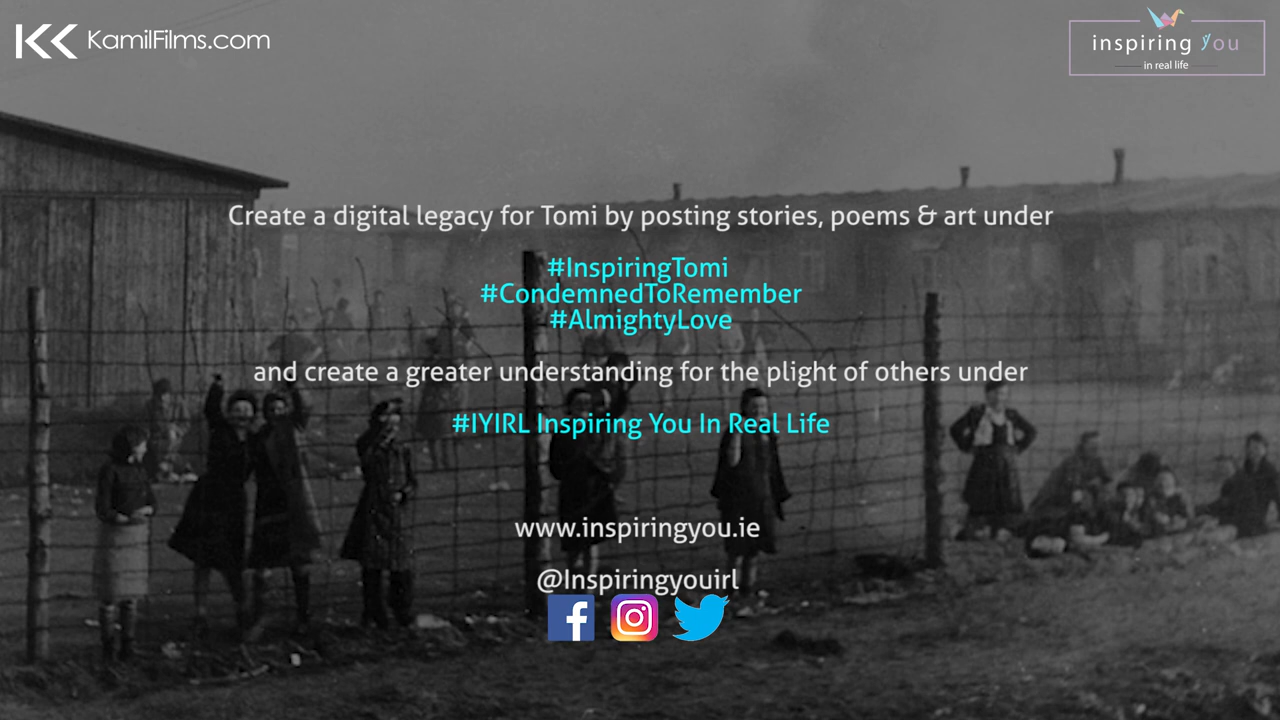 KamilFilms.com
inspiring you
in real life
Create a digital legacy for Tomi by posting stories, poems & art under
#InspiringTomi
#CondemnedToRemember
#AlmightyLove
and create a greater understanding for the plight of others under
#IYIRL Inspiring You In Real Life
www.inspiringyou.ie
@Inspiringyouirl